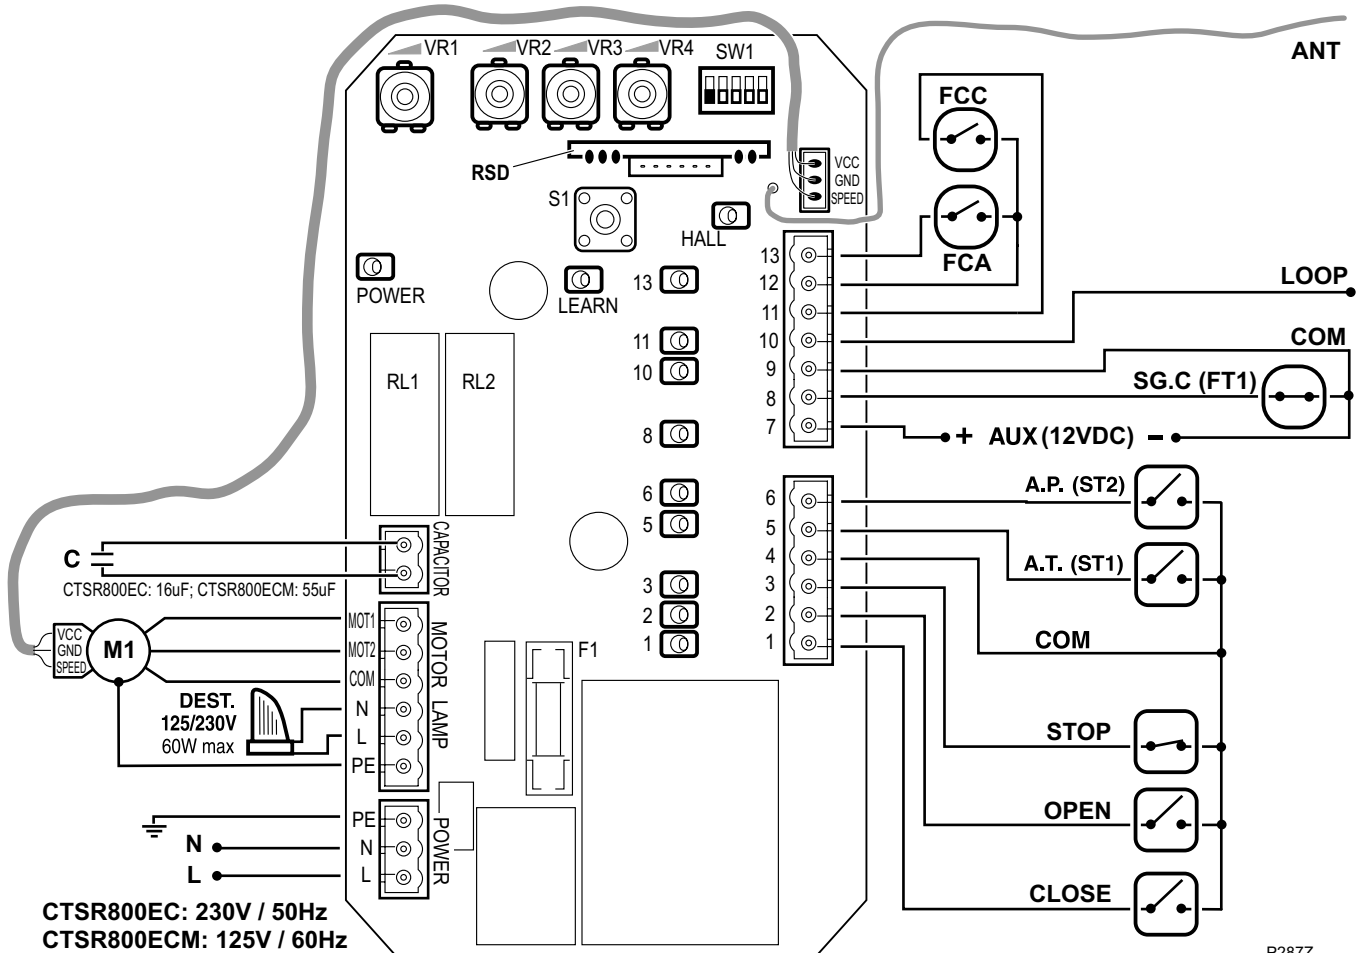 VR1 VR2 VR3 VR4 SW1
ANT
FCC
RSD
VCC
GND
SPEED
S1
HALL
FCA
POWER
LEARN
13
11
10
8
6
5
3
2
1
13
12
11
10
9
8
7
LOOP
COM
SG.C (FT1)
+ AUX (12VDC) –
RL1 RL2
6
5
4
3
2
1
A.P. (ST2)
A.T. (ST1)
COM
STOP
OPEN
CLOSE
C
CAPACITOR
CTSR800EC: 16uF; CTSR800ECM: 55uF
VCC
GND
SPEED
M1
MOT1
MOT2
COM
N
L
PE
MOTOR
LAMP
DEST.
125/230V
60W max
F1
PE
N
L
POWER
N
L
CTSR800EC: 230V / 50Hz
CTSR800ECM: 125V / 60Hz